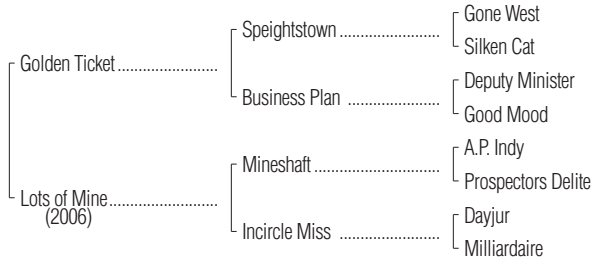 Gone West
Speightstown
Silken Cat
Golden Ticket
Deputy Minister
Business Plan
Good Mood
A.P. Indy
Mineshaft
Prospectors Delite
Lots of Mine
(2006)
Dayjur
Incircle Miss
Milliardaire